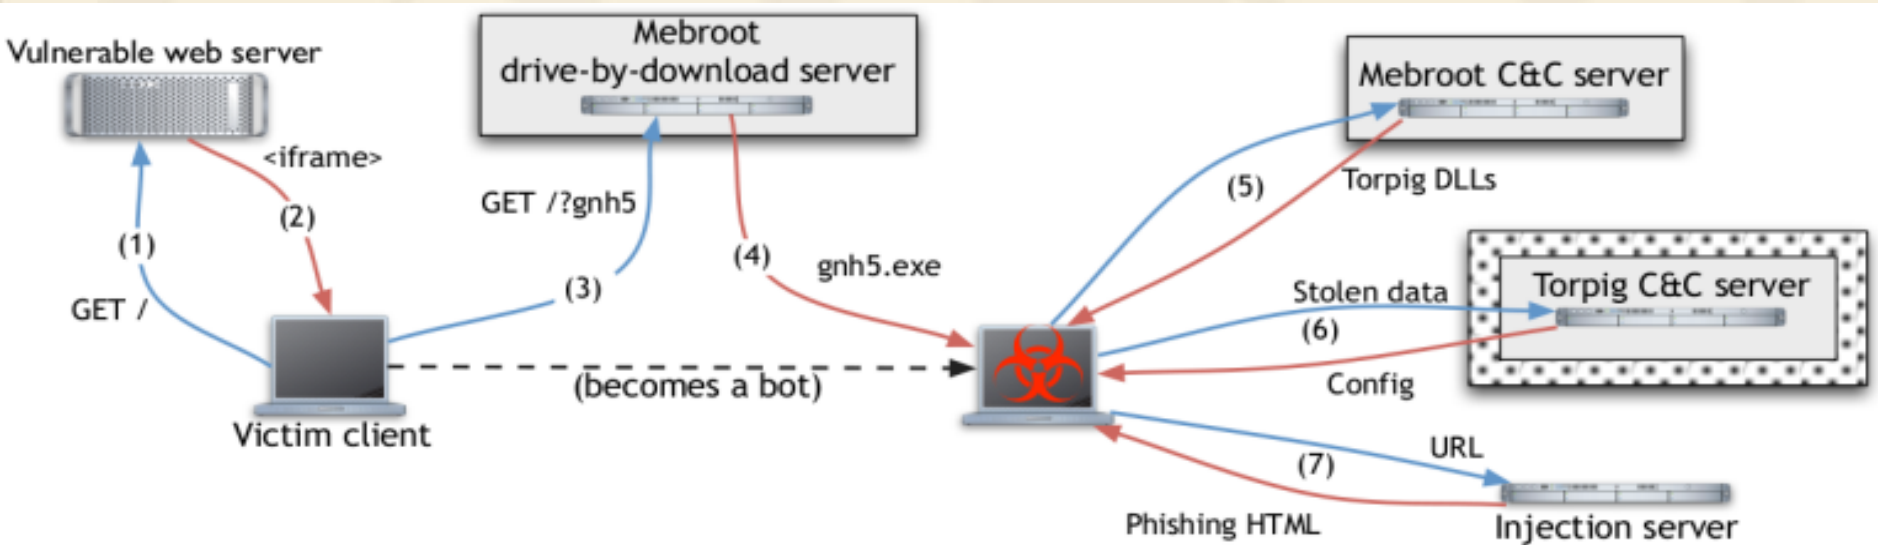 Vulnerable web server
<iframe>
(2)
(1)
GET /
Victim client
Mebroot
drive-by-download server
GET /?gnh5
(3)
(4)
gnh5.exe
(becomes a bot)
Mebroot C&C server
(5)
Torpig DLLs
Torpig C&C server
Stolen data
(6)
Config
URL
(7)
Phishing HTML
Injection server